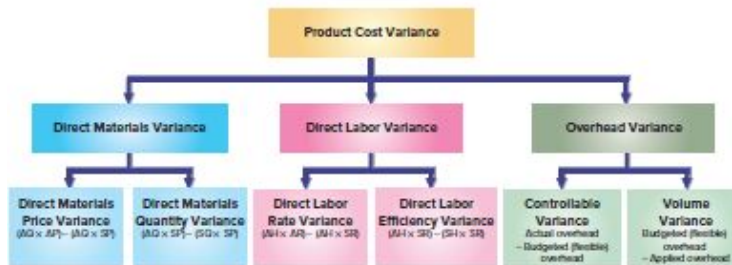 Product Cost Variance
Direct Materials Variance
Direct Labor Variance
Overhead Variance
Direct Materials
Price Variance
(AQ × AP)– (AQ × SP)
Direct Materials
Quantity Variance
(AQ × SP)– (SQ× SP)
Direct Labor
Rate Variance
(AH × AR)– (AH × SR)
Direct Labor
Efficiency Variance
(AH × SR) – (SH × SR)
Controllable
Variance
Actual overhead
– Budgeted (flexible)
overhead
Volume
Variance
Budgeted (flexible)
overhead
– Applied overhead